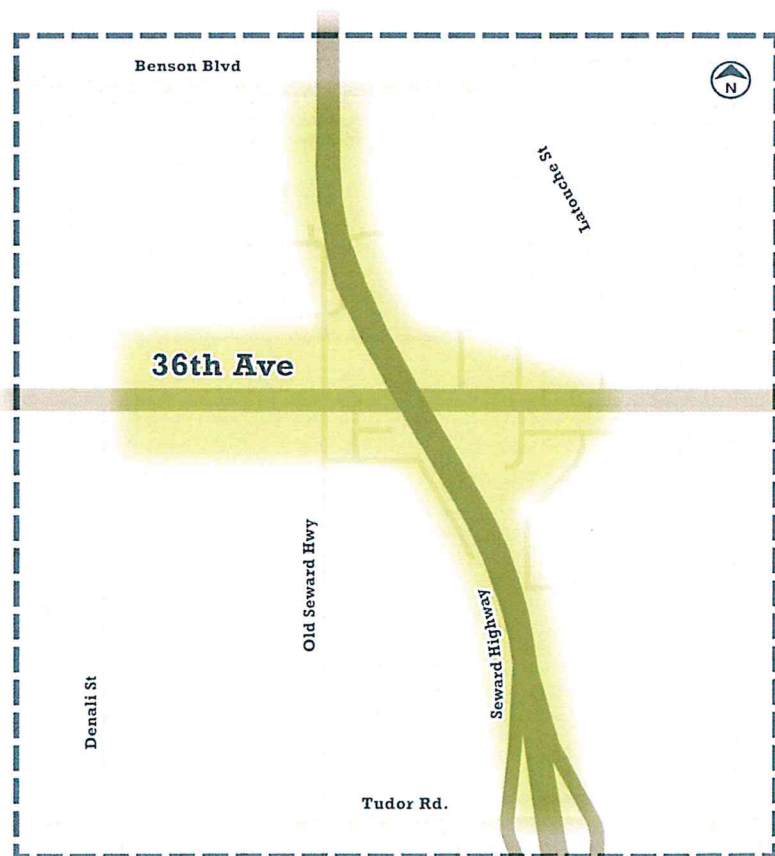 Benson Blvd
N
Latouche St
36th Ave
Old Seward Hwy
Seward Highway
Denali St
Tudor Rd.